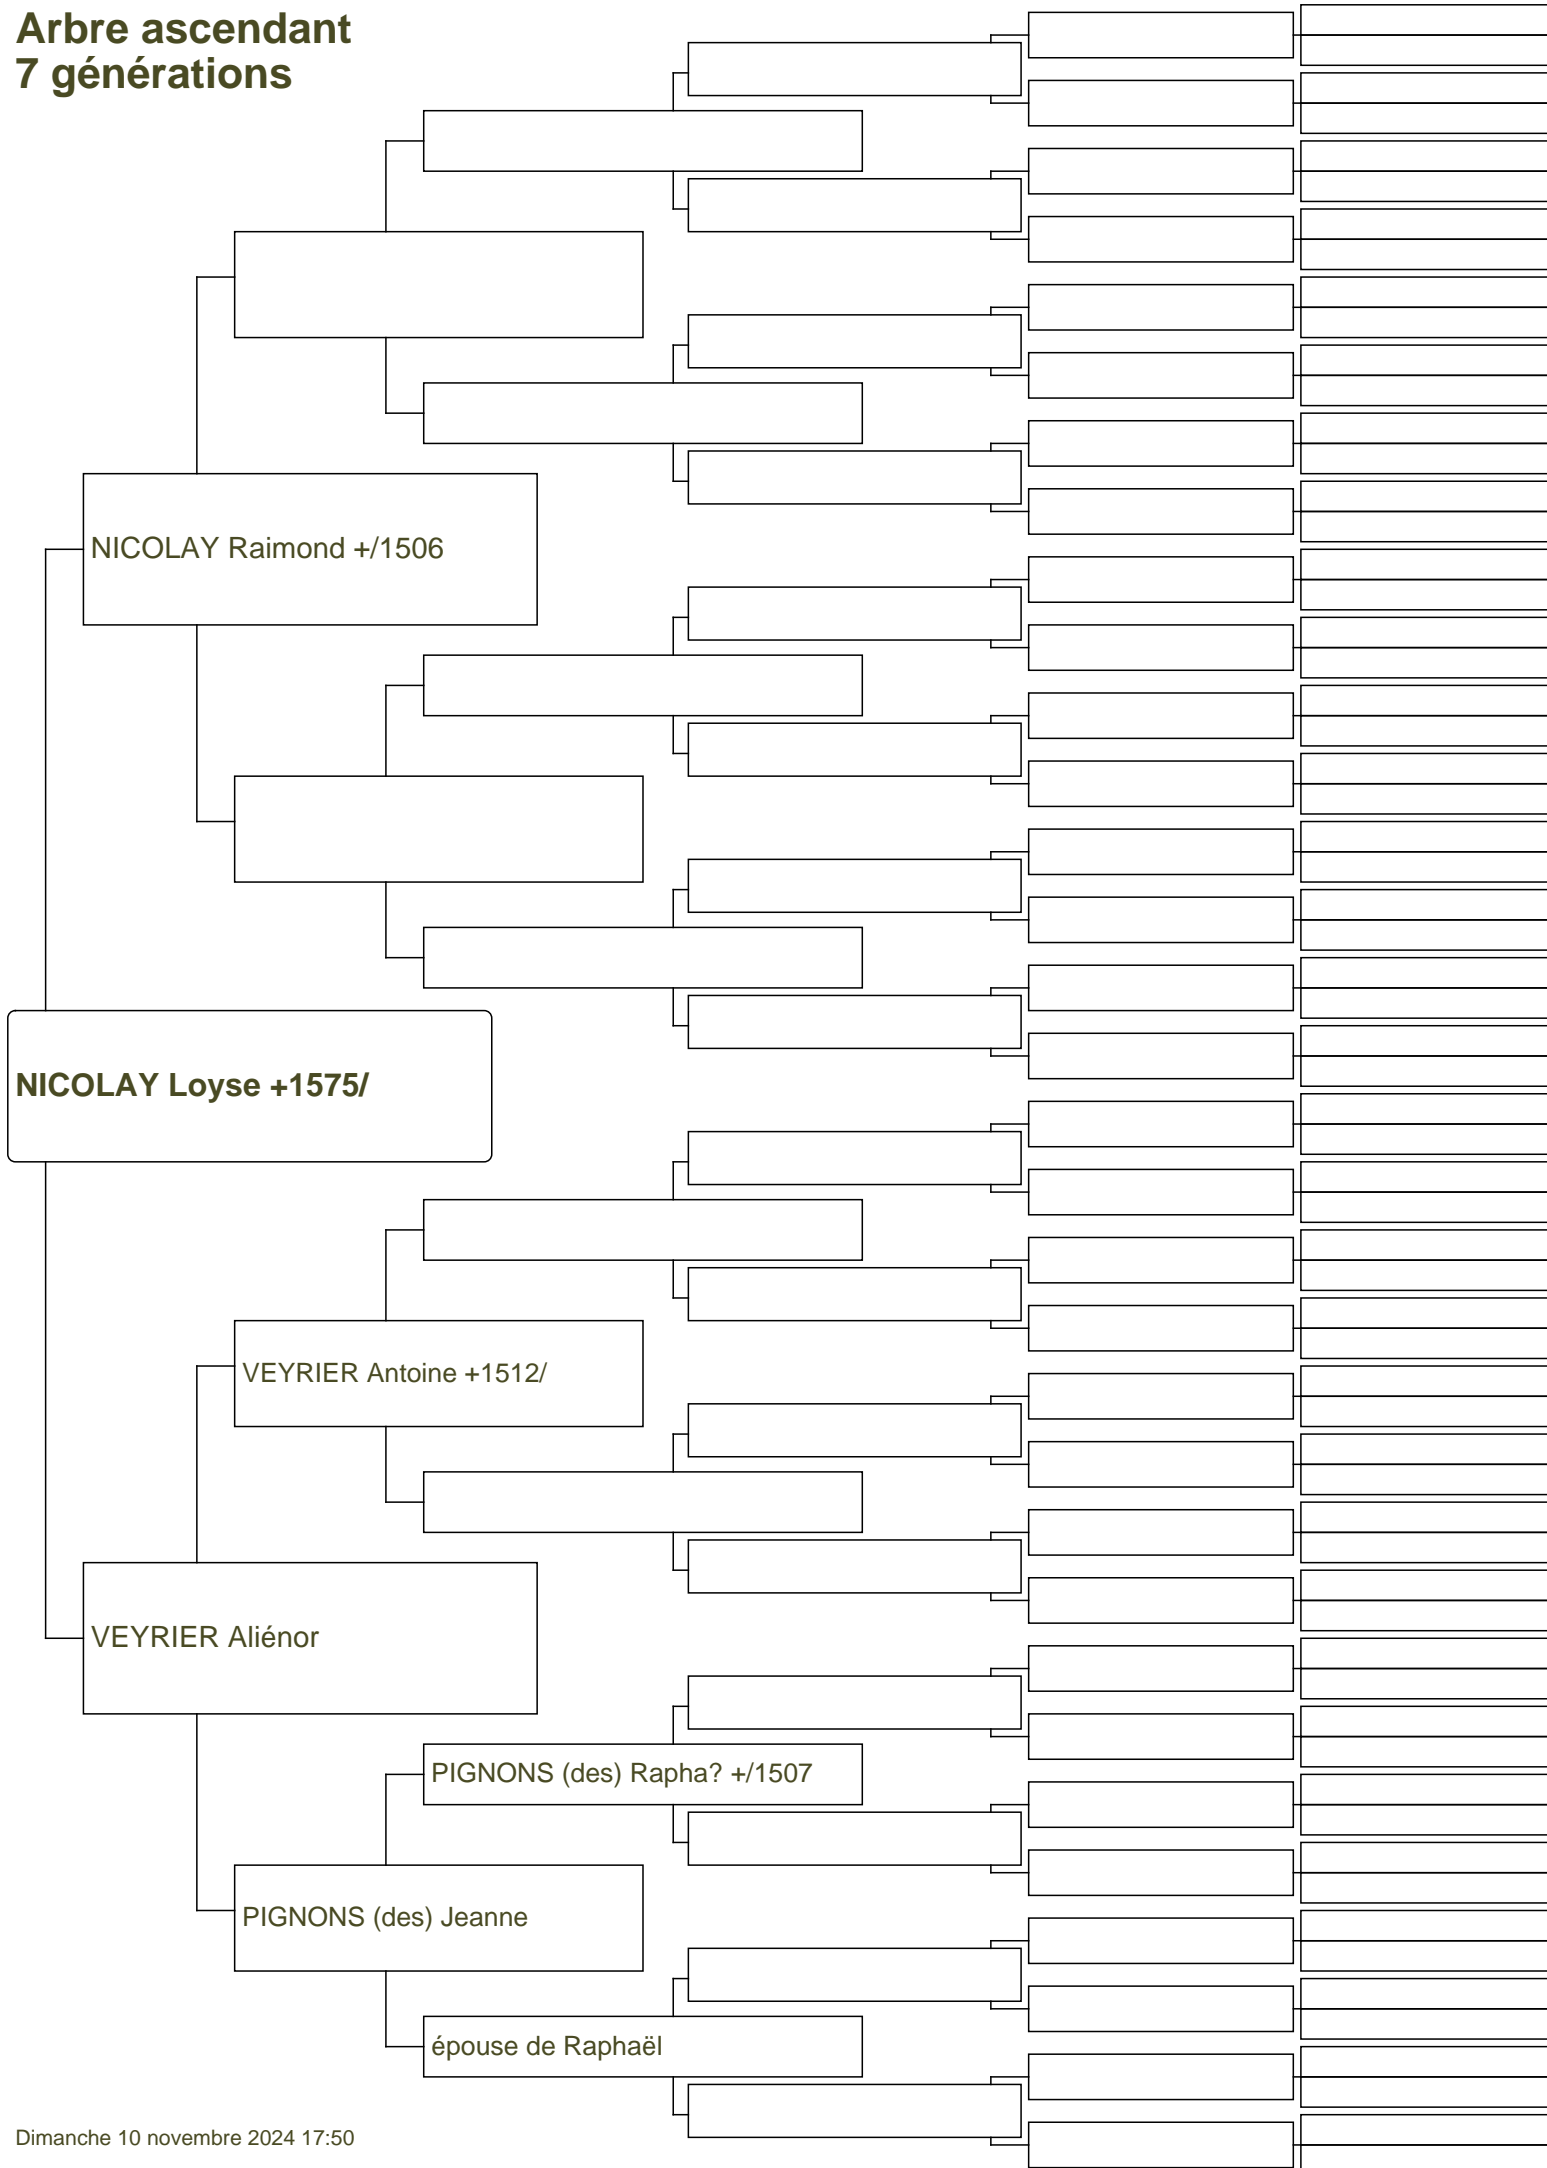 Arbre ascendant
7 générations
NICOLAY Raimond +/1506
NICOLAY Loyse +1575/
VEYRIER Antoine +1512/
VEYRIER Aliénor
PIGNONS (des) Rapha? +/1507
PIGNONS (des) Jeanne
épouse de Raphaël
Dimanche 10 novembre 2024 17:50